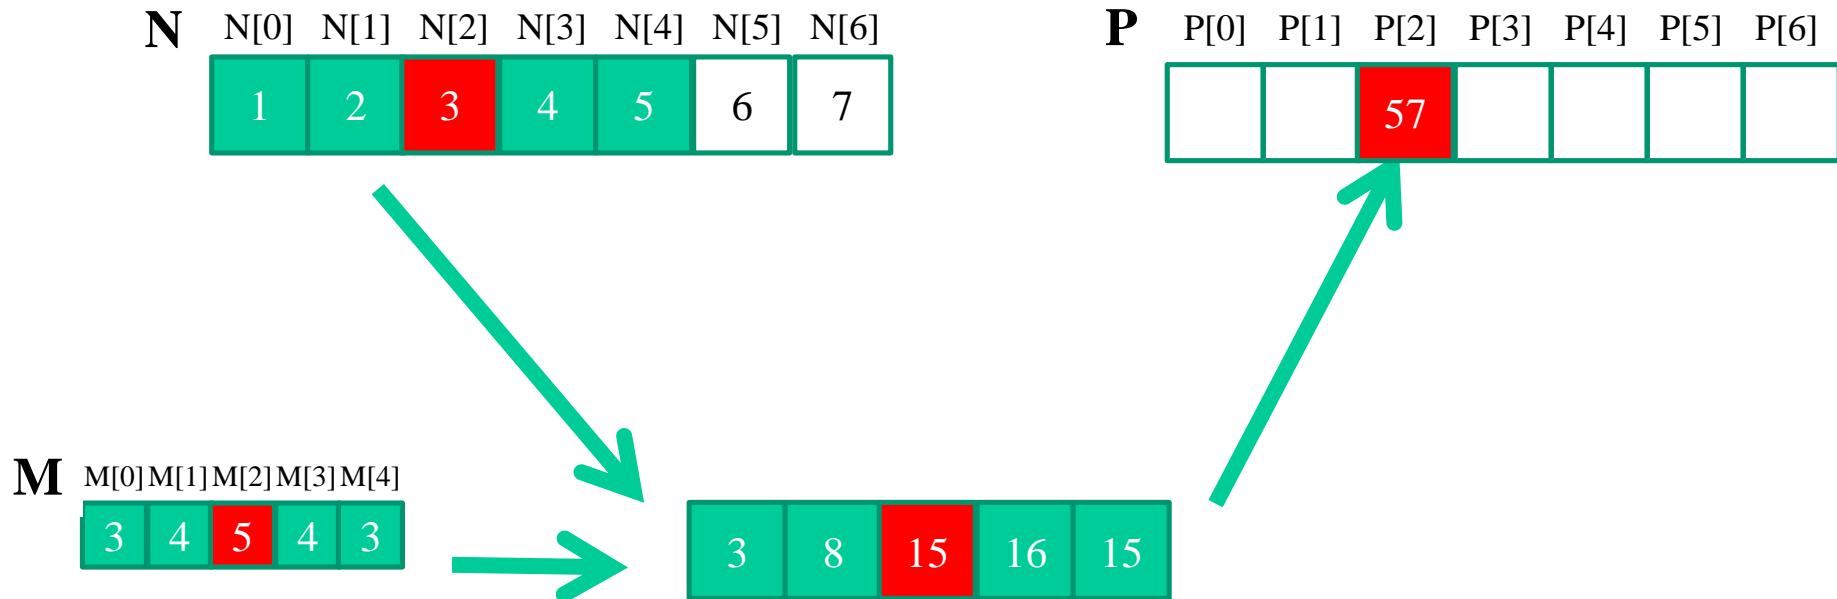 N N[0] N[1] N[2] N[3] N[4] N[5] N[6]
1 2 3 4 5 6 7
P P[0] P[1] P[2] P[3] P[4] P[5] P[6]
57
M M[0] M[1] M[2] M[3] M[4]
3 4 5 4 3
3 8 15 16 15